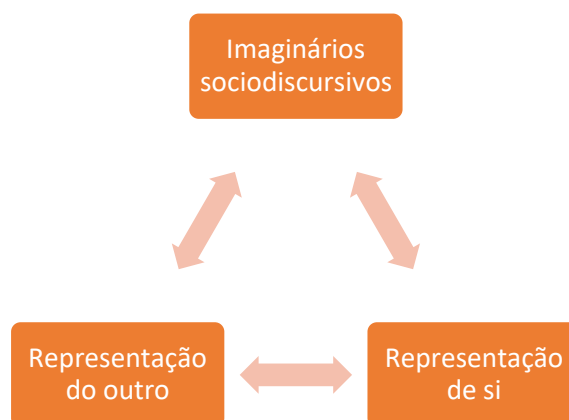 Imaginários
sociodiscursivos
Representação
do outro
Representação
de si